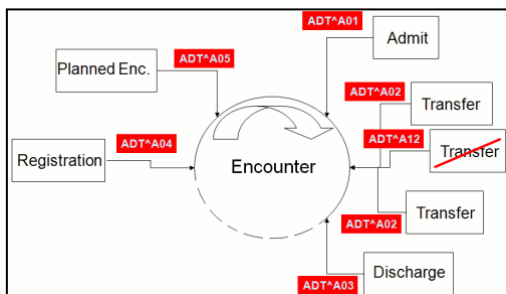 ADT^A01
Admit
ADT^A05
Planned Enc.
ADT^A02
Transfer
ADT^A12
Transfer
ADT^A04
Registration
Encounter
ADT^A02
Transfer
ADT^A03
Discharge